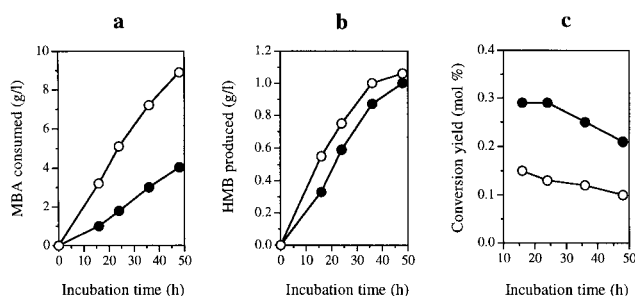 a
MBA consumed (g/l)
10
8
6
4
2
0
0 10 20 30 40 50
Incubation time (h)
b
HMB produced (g/l)
1.2
1.0
0.8
0.6
0.4
0.2
0.0
0 10 20 30 40 50
Incubation time (h)
c
Conversion yield (mol %)
0.4
0.3
0.2
0.1
0.0
10 20 30 40 50
Incubation time (h)